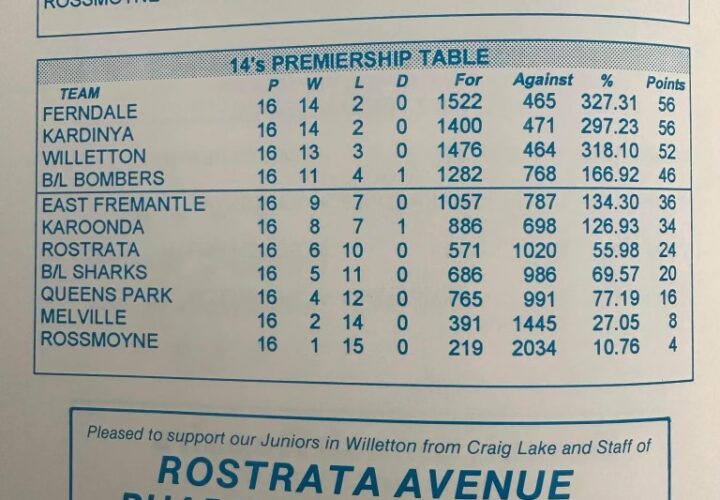 ROSSMOYNE
14's PREMIERSHIP TABLE
TEAM P W L D For Against % Points
FERNDALE 16 14 2 0 1522 465 327.31 56
KARDINYA 16 14 2 0 1400 471 297.23 56
WILLETTON 16 13 3 0 1476 464 318.10 52
B/L BOMBERS 16 11 4 1 1282 768 166.92 46
EAST FREMANTLE 16 9 7 0 1057 787 134.30 36
KAROONDA 16 8 7 1 886 698 126.93 34
ROSTRATA 16 6 10 0 571 1020 55.98 24
B/L SHARKS 16 5 11 0 686 986 69.57 20
QUEENS PARK 16 4 12 0 765 991 77.19 16
MELVILLE 16 2 14 0 391 1445 27.05 8
ROSSMOYNE 16 1 15 0 219 2034 10.76 4
Pleased to support our Juniors in Willetton from Craig Lake and Staff of
ROSTRATA AVENUE